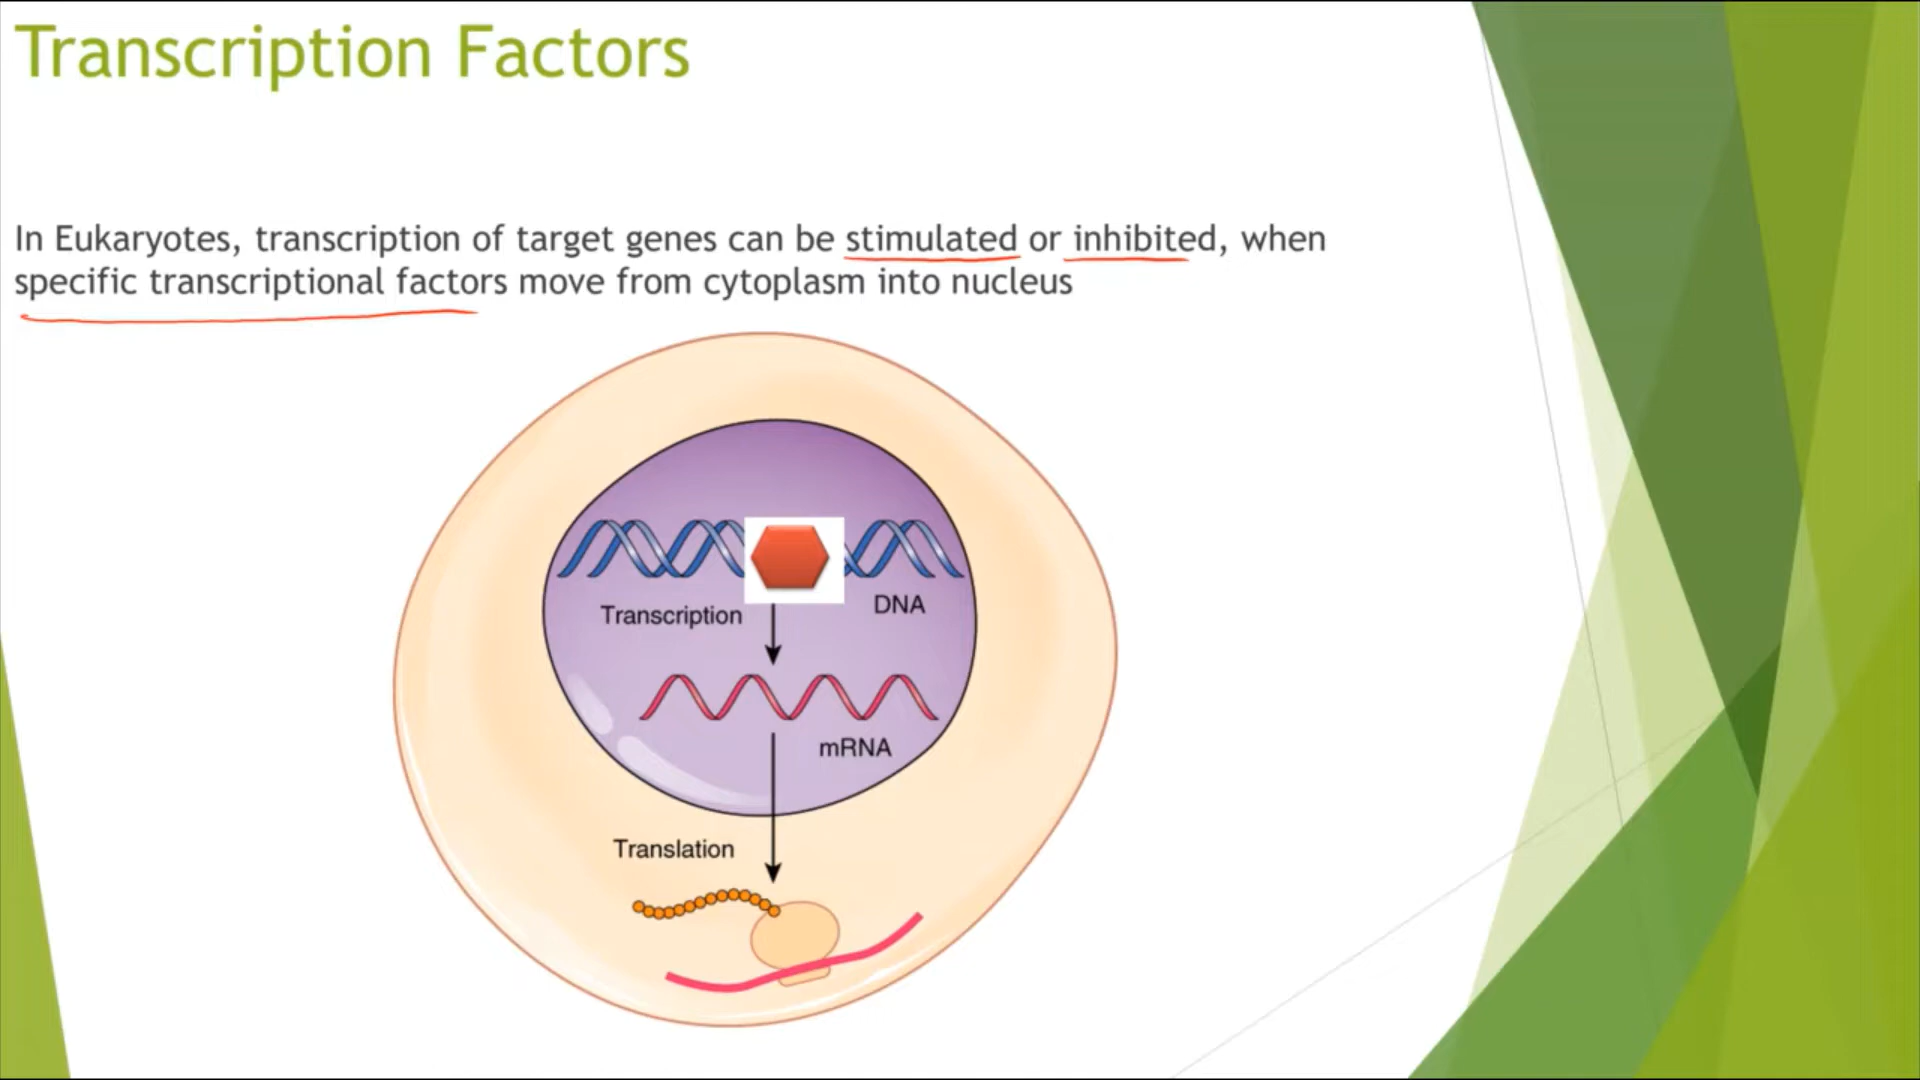 Transcription Factors
In Eukaryotes, transcription of target genes can be stimulated or inhibited, when
specific transcriptional factors move from cytoplasm into nucleus
DNA
Transcription
mRNA
Translation